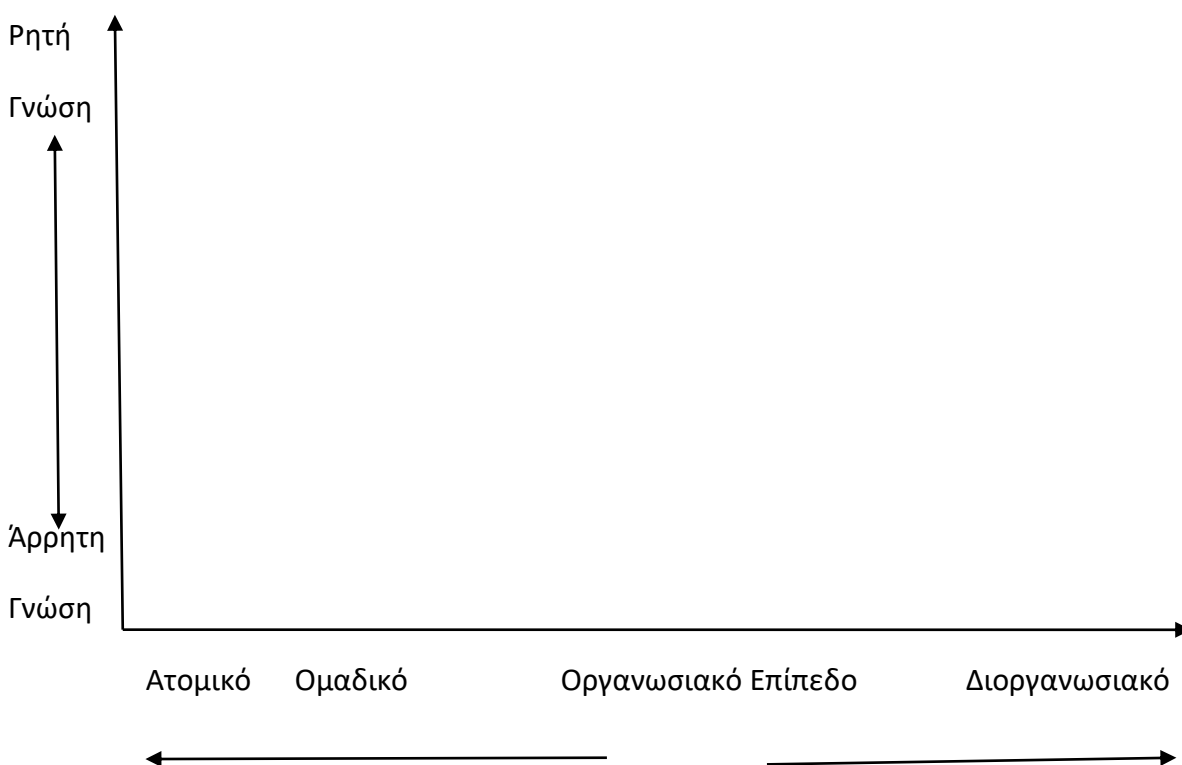 Ρητή
Γνώση
Άρρητη
Γνώση
Ατομικό Ομαδικό Οργανωσιακό Επίπεδο Διοργανωσιακό